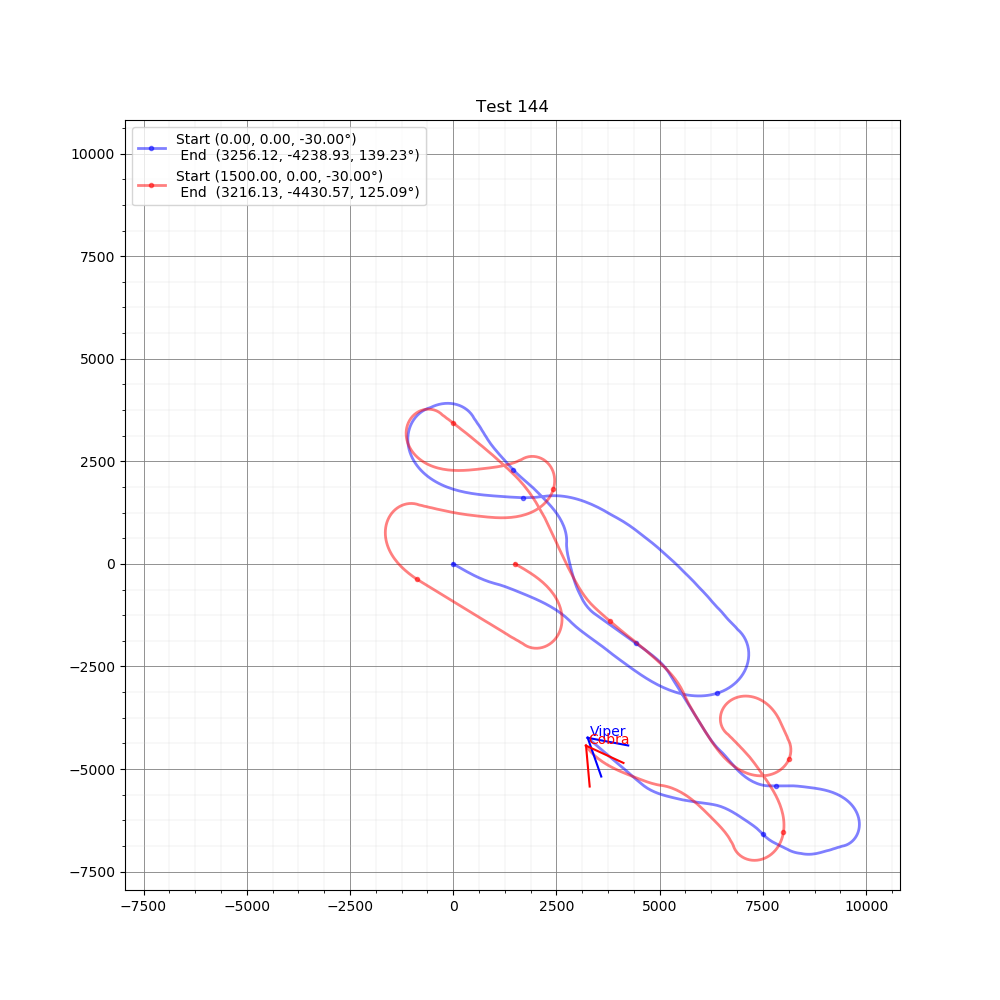 Test 144
Start (0.00, 0.00, -30.00°)
End (3256.12, -4238.93, 139.23°)
Start (1500.00, 0.00, -30.00°)
End (3216.13, -4430.57, 125.09°)
10000
7500
5000
2500
0
−2500
−5000
−7500
Viper
Cobra
−7500
−5000
−2500
0
2500
5000
7500
10000